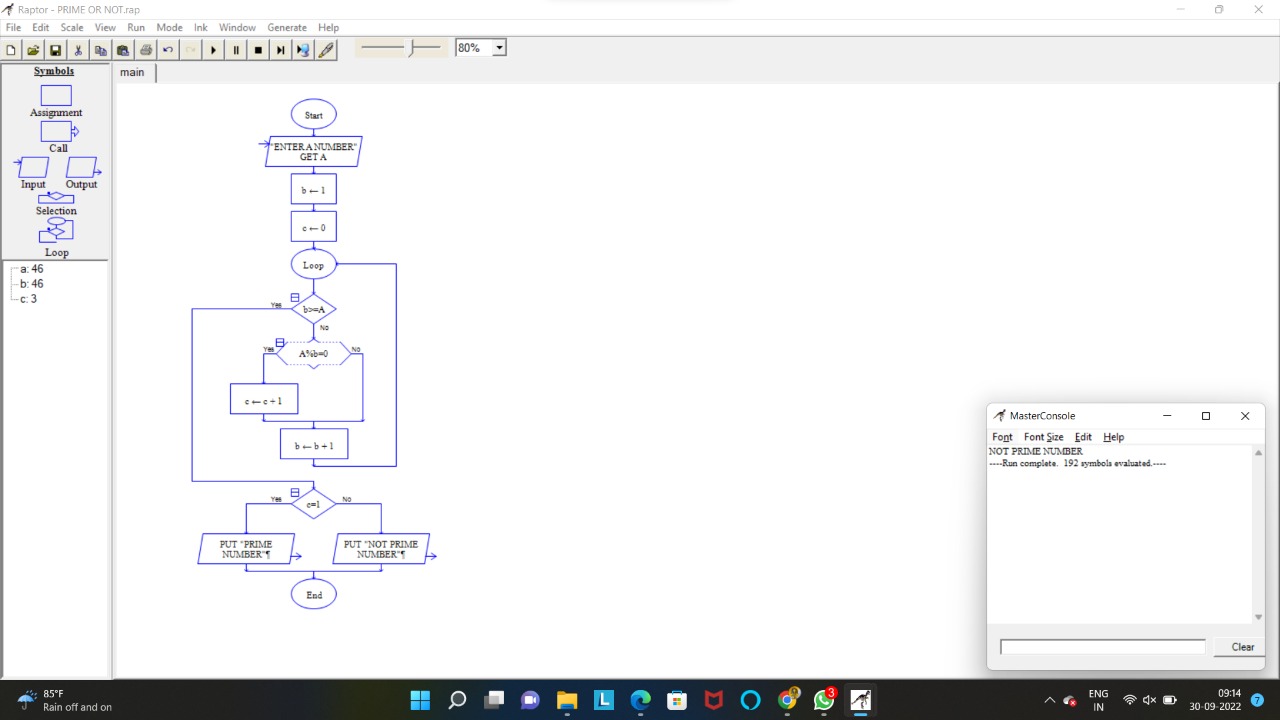 Raptor - PRIME OR NOT.rap
File Edit Scale View Run Mode Ink Window Generate Help
80%
Symbols
Assignment
Call
Input Output
Selection
Loop
a: 46
b: 46
c: 3
main
Start
"ENTER A NUMBER"
GET A
b ← 1
c ← 0
Loop
Yes
b>=A
No
Yes
A%b=0
No
c ← c + 1
b ← b + 1
Yes
c=1
No
PUT "PRIME
NUMBER"¶
PUT "NOT PRIME
NUMBER"¶
End
MasterConsole
Font Font Size Edit Help
NOT PRIME NUMBER
----Run complete. 192 symbols evaluated.----
Clear
85°F
Rain off and on
L
9
3
ENG
IN
09:14
30-09-2022
7